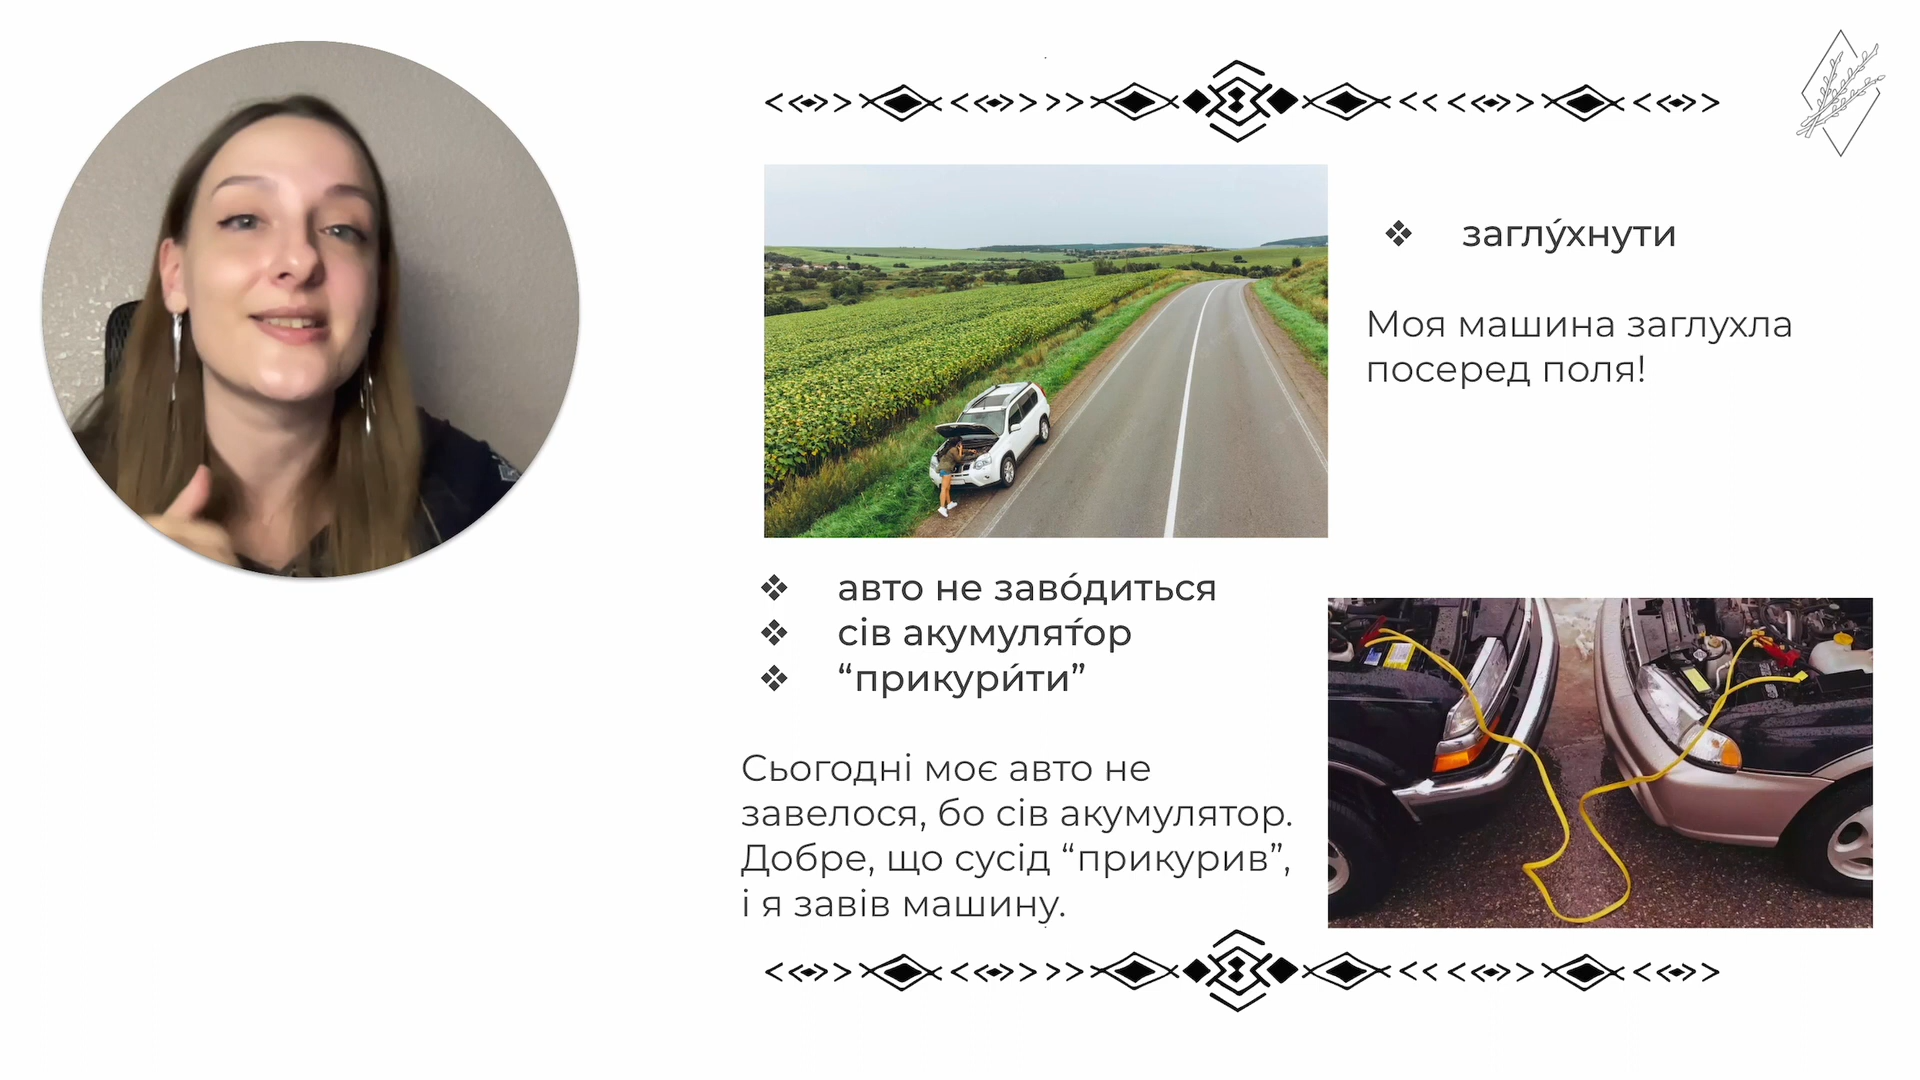 ❖ заглу́хнути
Моя машина заглухла
посеред поля!
❖ авто не заво́диться
❖ сів акумуля́тор
❖ “прикури́ти”
Сьогодні моє авто не
завелося, бо сів акумулятор.
Добре, що сусід “прикурив”,
і я завів машину.